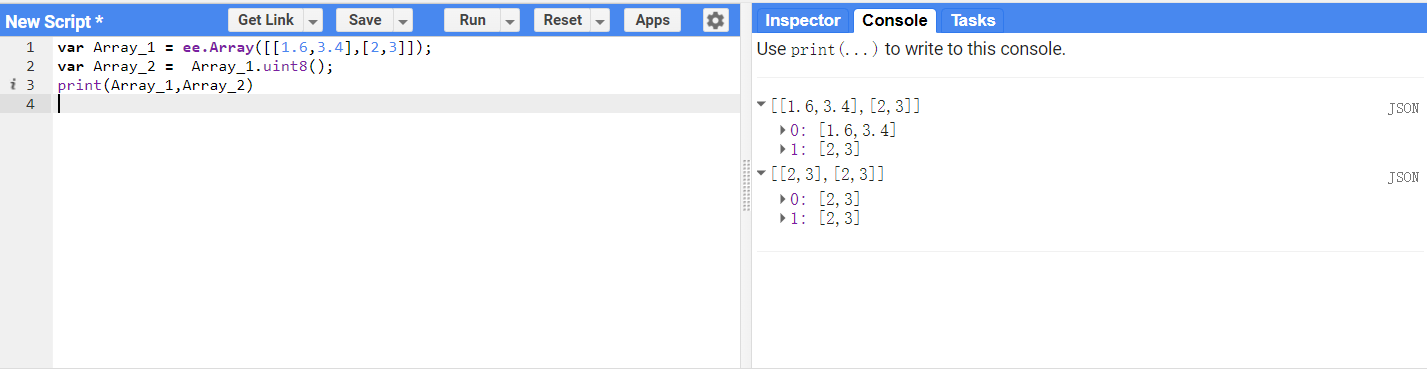 New Script * Get Link Save Run Reset Apps
Inspector Console Tasks
1 var Array_1 = ee.Array([[1.6,3.4],[2,3]]);
2 var Array_2 =  Array_1.uint8();
i 3 print(Array_1,Array_2)
4
Use print(...) to write to this console.
[[1.6,3.4],[2,3]] JSON
0: [1.6,3.4]
1: [2,3]
[[2,3],[2,3]] JSON
0: [2,3]
1: [2,3]